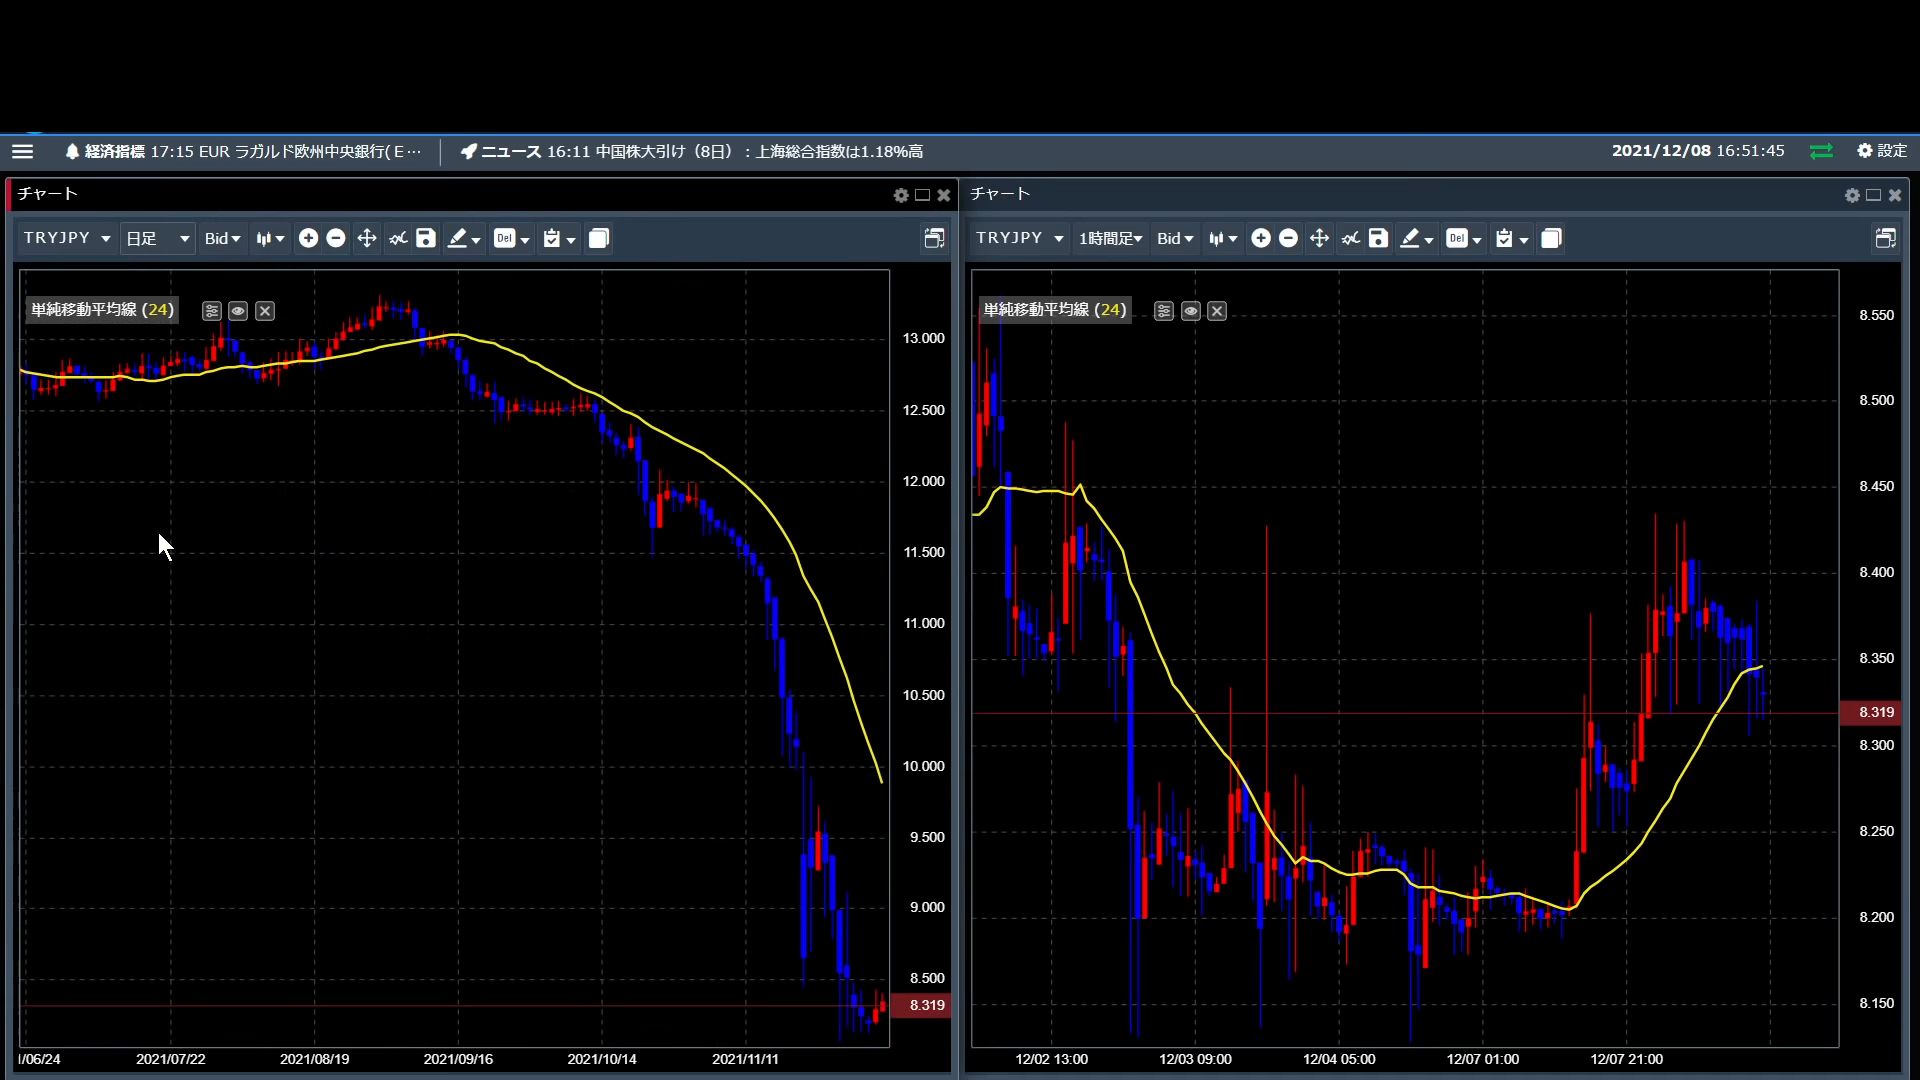 経済指標 17:15 EUR ラガルド欧州中央銀行( E …
ニュース 16:11 中国株大引け（8日）：上海総合指数は1.18%高
2021/12/08 16:51:45
設定
チャート
TRYJPY 日足 Bid Del
単純移動平均線 (24)
13.000
12.500
12.000
11.500
11.000
10.500
10.000
9.500
9.000
8.500
8.319
/06/24 2021/07/22 2021/08/19 2021/09/16 2021/10/14 2021/11/11
チャート
TRYJPY 1時間足 Bid Del
単純移動平均線 (24)
8.550
8.500
8.450
8.400
8.350
8.319
8.300
8.250
8.200
8.150
12/02 13:00 12/03 09:00 12/04 05:00 12/07 01:00 12/07 21:00